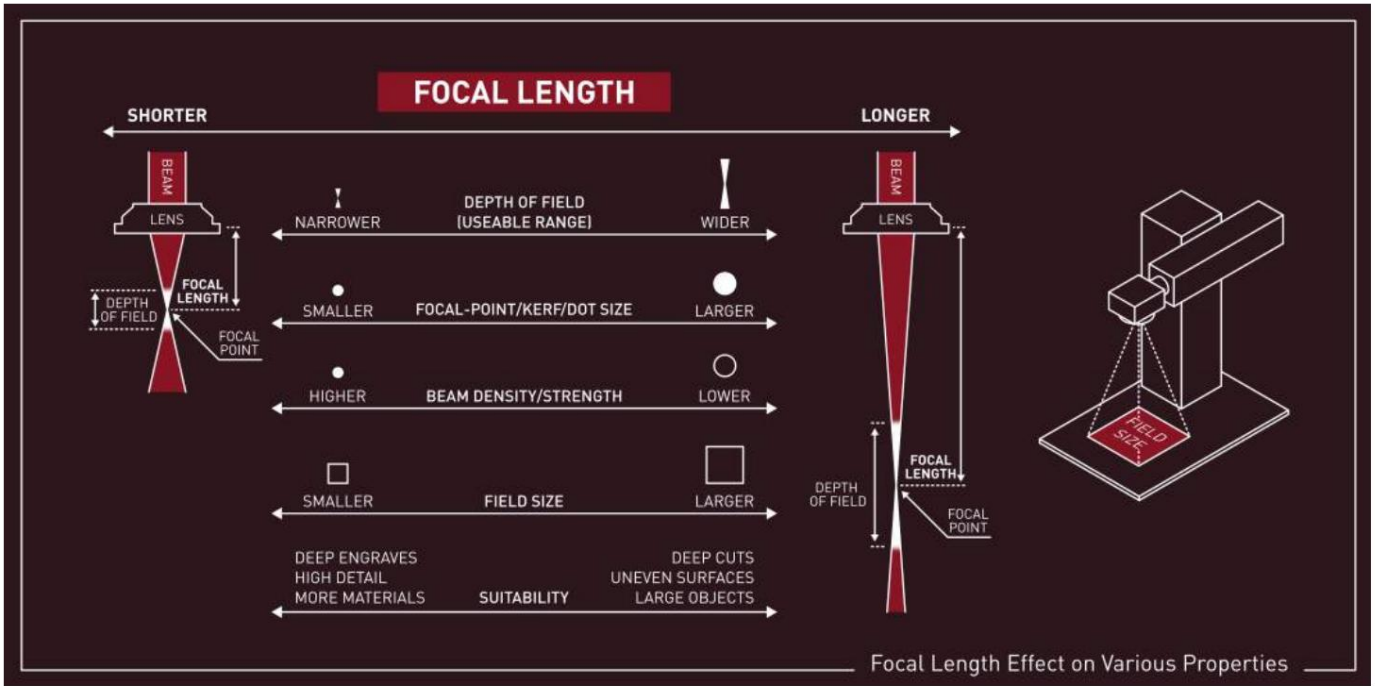 FOCAL LENGTH
SHORTER
LONGER
BEAM
LENS
FOCAL
LENGTH
DEPTH
OF FIELD
FOCAL
POINT
NARROWER
DEPTH OF FIELD
(USEABLE RANGE)
WIDER
SMALLER
FOCAL-POINT/KERF/DOT SIZE
LARGER
HIGHER
BEAM DENSITY/STRENGTH
LOWER
SMALLER
FIELD SIZE
LARGER
DEEP ENGRAVES
HIGH DETAIL
MORE MATERIALS
SUITABILITY
DEEP CUTS
UNEVEN SURFACES
LARGE OBJECTS
BEAM
LENS
FOCAL
LENGTH
DEPTH
OF FIELD
FOCAL
POINT
FIELD
SIZE
Focal Length Effect on Various Properties